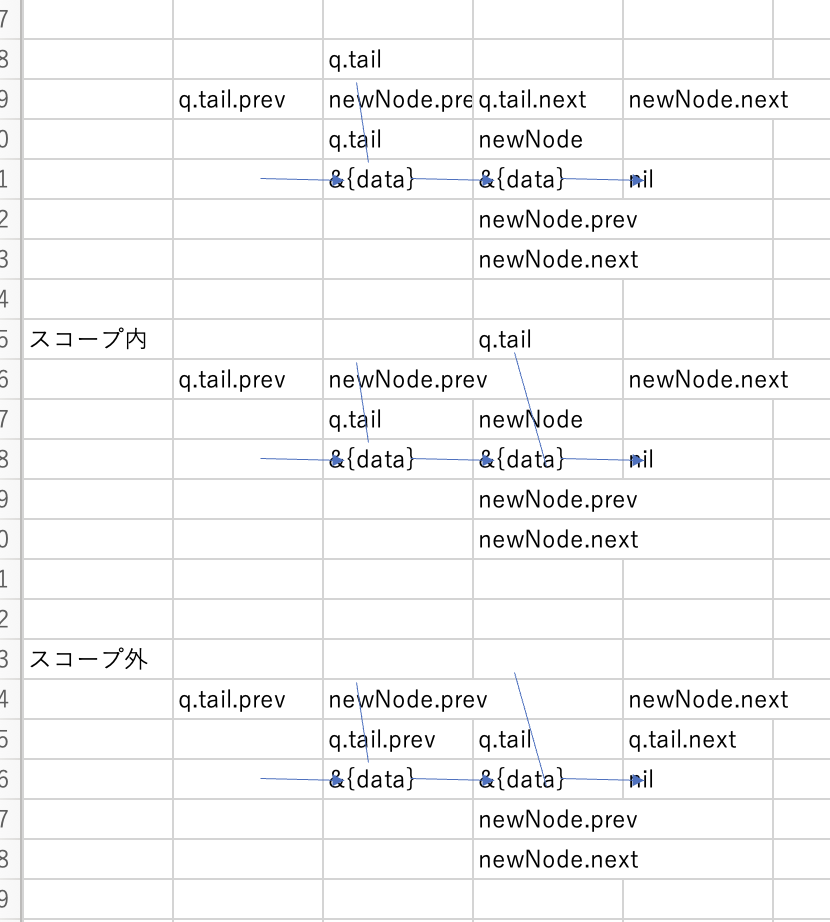 7
8 q.tail
9 q.tail.prev newNode.pre q.tail.next newNode.next
0 q.tail newNode
1 &{data} &{data} nil
2 newNode.prev
3 newNode.next
4
5 スコープ内 q.tail
6 q.tail.prev newNode.prev newNode.next
7 q.tail newNode
8 &{data} &{data} nil
9 newNode.prev
0 newNode.next
1
2
3 スコープ外
4 q.tail.prev newNode.prev newNode.next
5 q.tail.prev q.tail q.tail.next
6 &{data} &{data} nil
7 newNode.prev
8 newNode.next
9